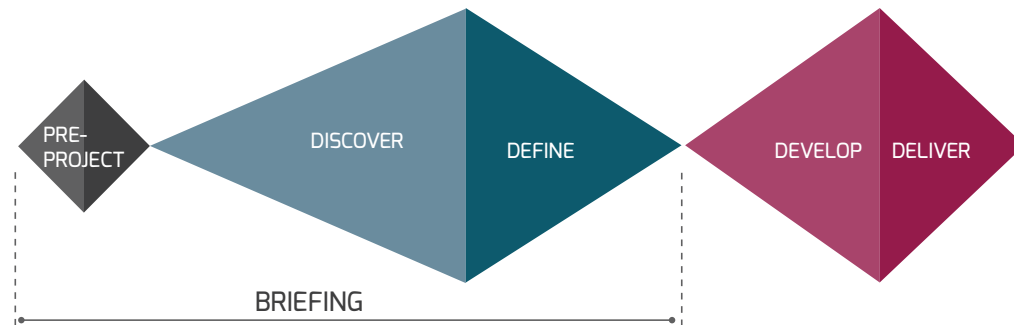 PRE-
PROJECT
DISCOVER
DEFINE
DEVELOP
DELIVER
BRIEFING